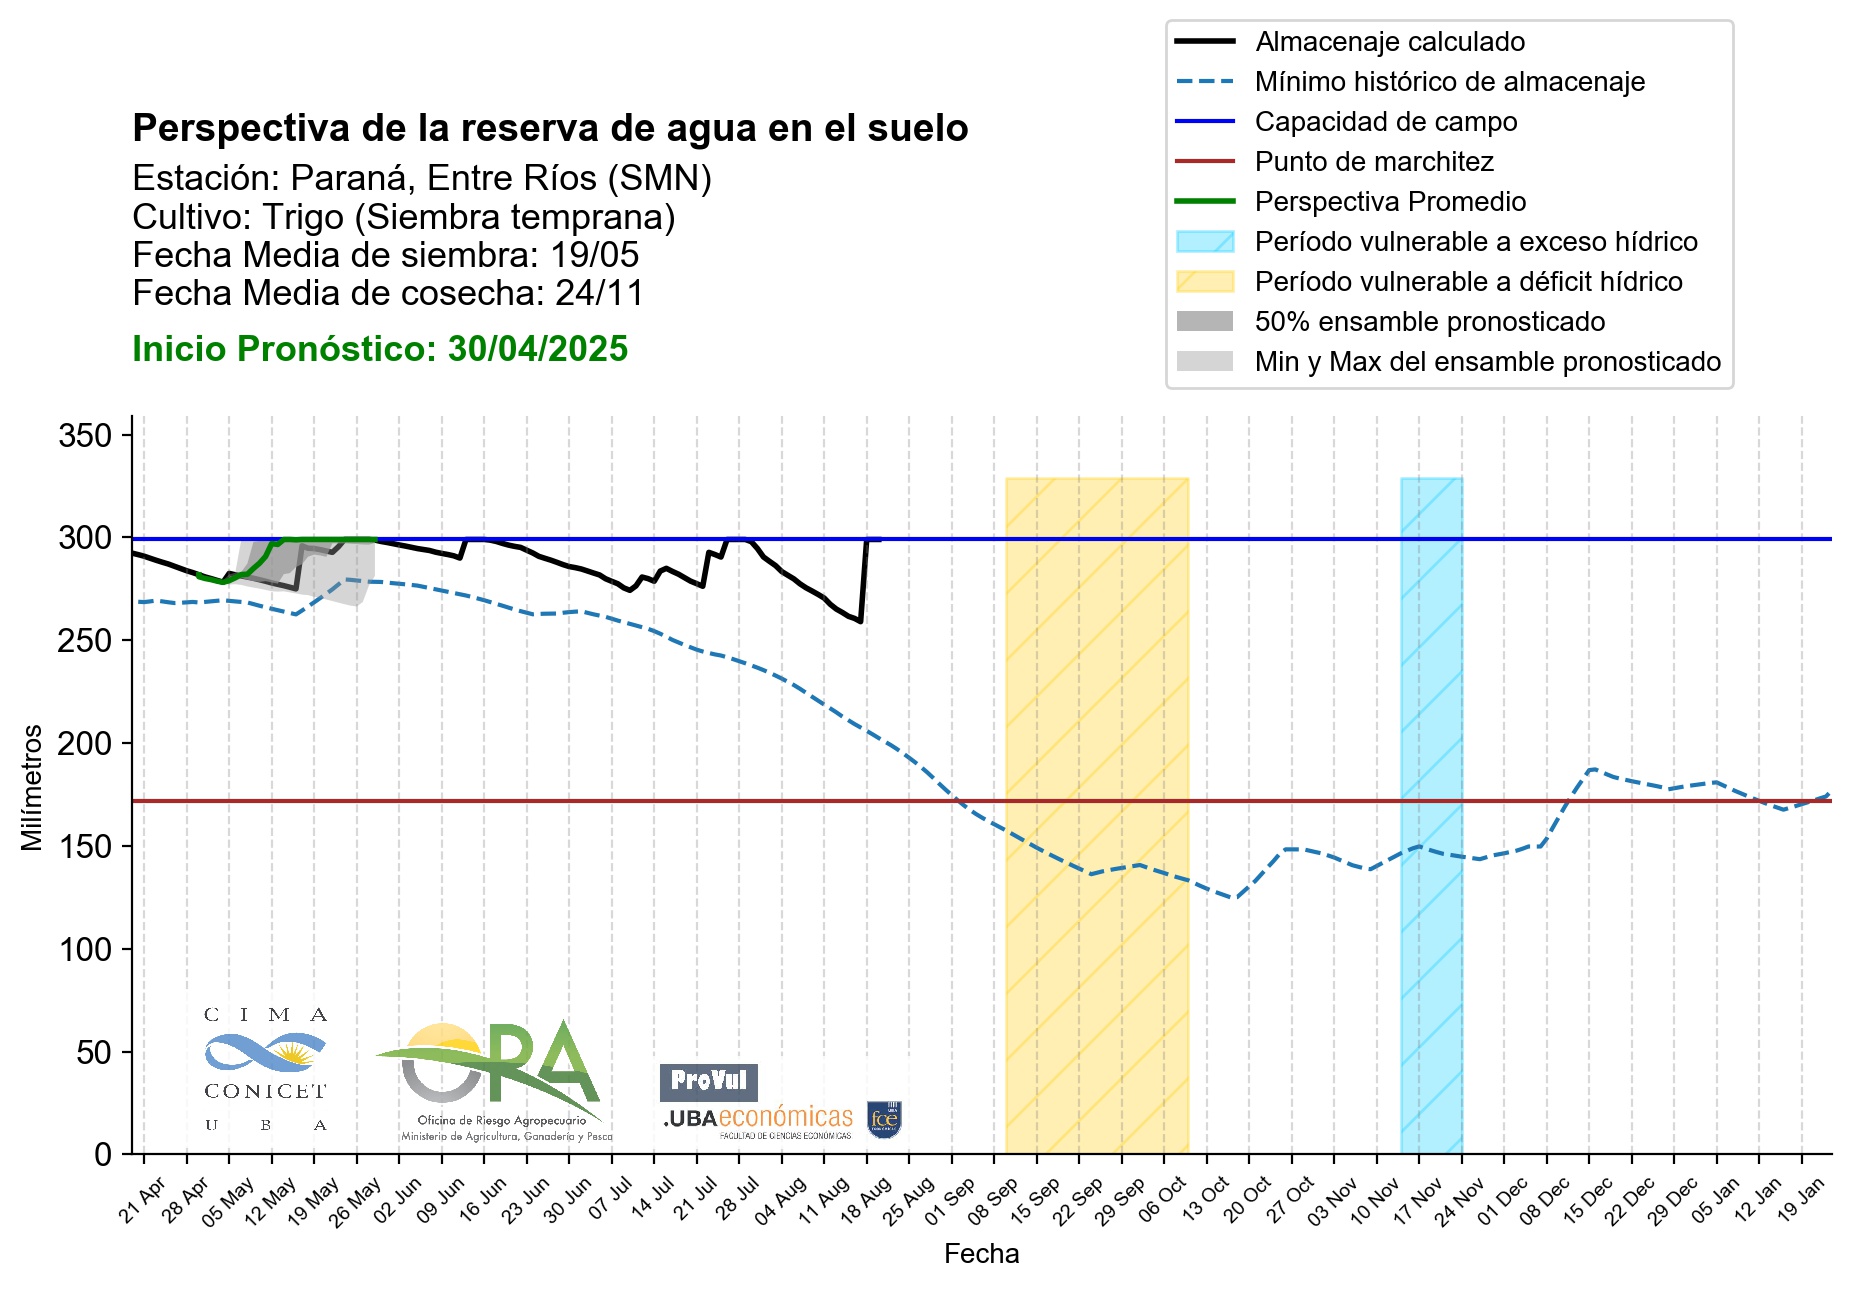 Almacenaje calculado
Mínimo histórico de almacenaje
Capacidad de campo
Punto de marchitez
Perspectiva Promedio
Período vulnerable a exceso hídrico
Período vulnerable a déficit hídrico
50% ensamble pronosticado
Min y Max del ensamble pronosticado
Perspectiva de la reserva de agua en el suelo
Estación: Paraná, Entre Ríos (SMN)
Cultivo: Trigo (Siembra temprana)
Fecha Media de siembra: 19/05
Fecha Media de cosecha: 24/11
Inicio Pronóstico: 30/04/2025
350
300
250
200
150
100
50
0
Milímetros
C I M A
CONICET
U B A
ORA
Oficina de Riesgo Agropecuario
Ministerio de Agricultura, Ganadería y Pesca
ProVul
.UBAeconómicas
FACULTAD DE CIENCIAS ECONÓMICAS
fce
21 Apr
28 Apr
05 May
12 May
19 May
26 May
02 Jun
09 Jun
16 Jun
23 Jun
30 Jun
07 Jul
14 Jul
21 Jul
28 Jul
04 Aug
11 Aug
18 Aug
25 Aug
01 Sep
08 Sep
15 Sep
22 Sep
29 Sep
06 Oct
13 Oct
20 Oct
27 Oct
03 Nov
10 Nov
17 Nov
24 Nov
01 Dec
08 Dec
15 Dec
22 Dec
29 Dec
05 Jan
12 Jan
19 Jan
Fecha